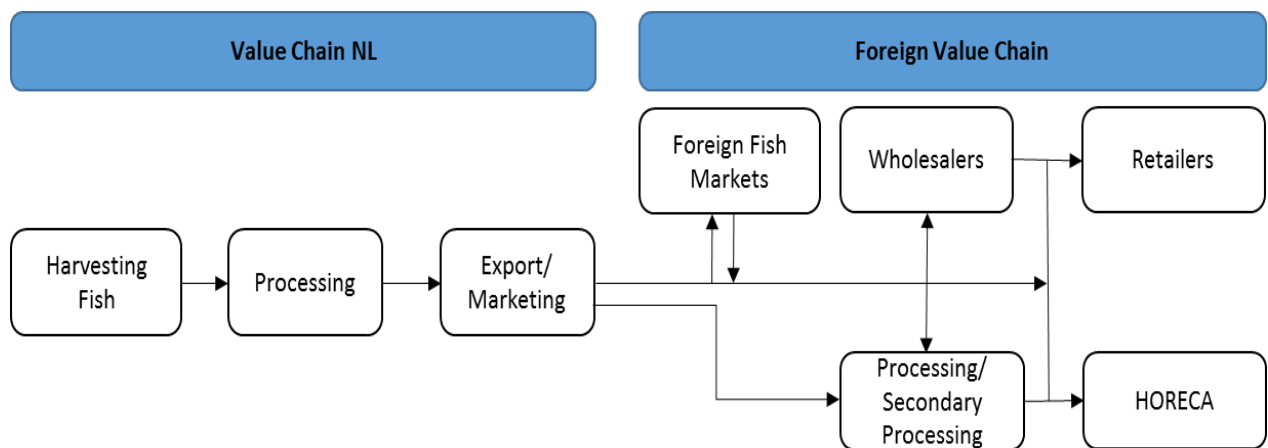 Value Chain NL
Foreign Value Chain
Foreign Fish
Markets
Wholesalers
Retailers
Harvesting
Fish
Processing
Export/
Marketing
Processing/
Secondary
Processing
HORECA